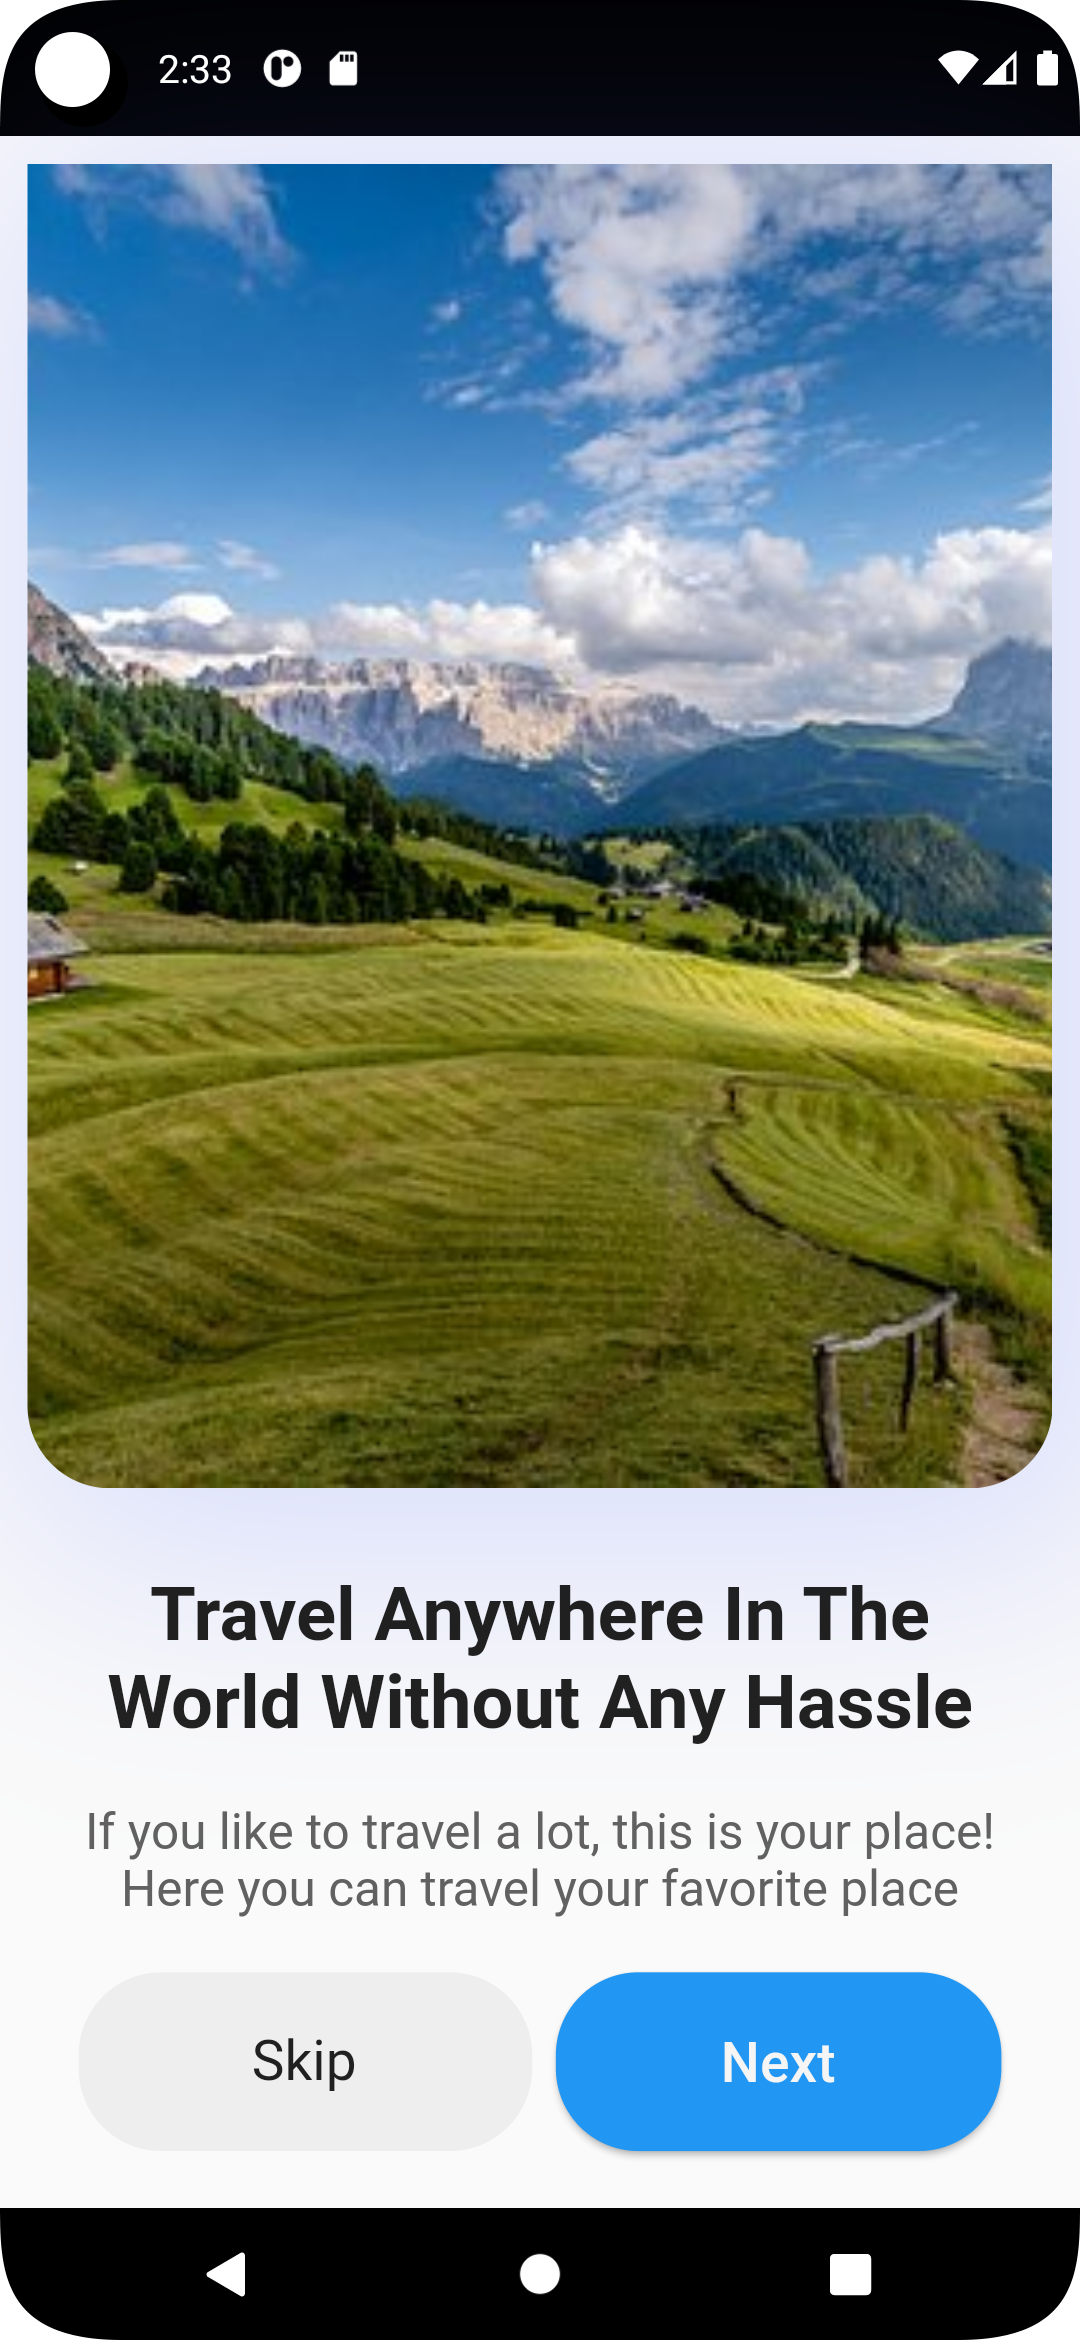 2:33
Travel Anywhere In The
World Without Any Hassle
If you like to travel a lot, this is your place!
Here you can travel your favorite place
Skip
Next